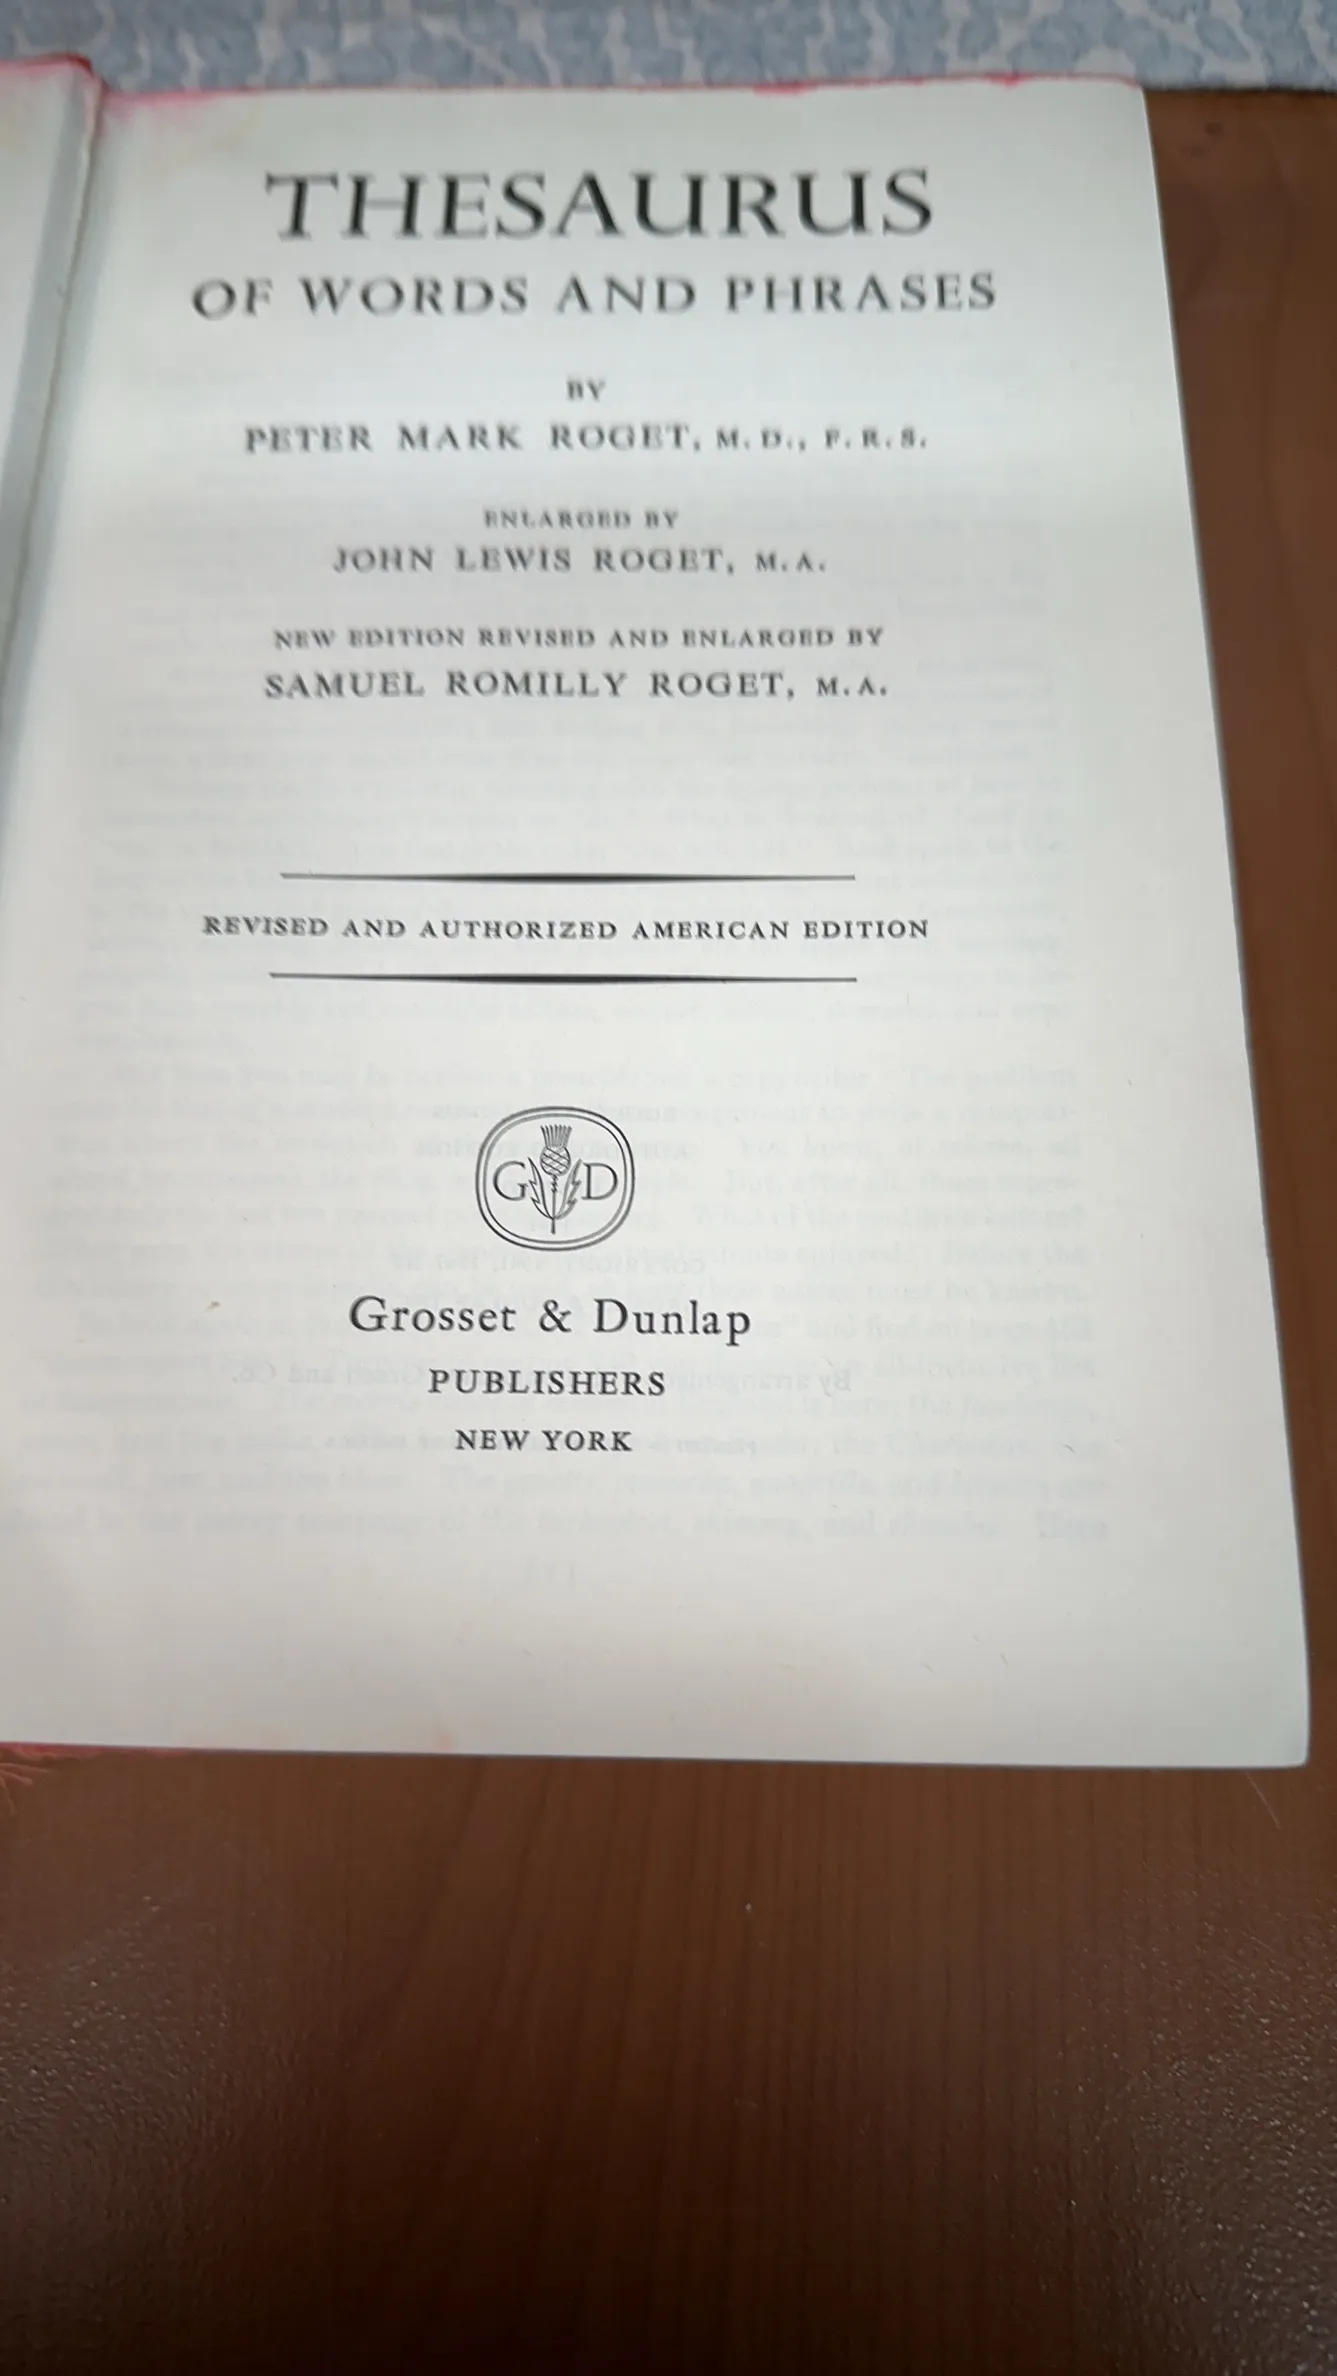 THESAURUS
OF WORDS AND PHRASES
BY
PETER MARK ROGET, M.D., F.R.S.
ENLARGED BY
JOHN LEWIS ROGET, M.A.
NEW EDITION REVISED AND ENLARGED BY
SAMUEL ROMILLY ROGET, M.A.
REVISED AND AUTHORIZED AMERICAN EDITION
G D
Grosset & Dunlap
PUBLISHERS
NEW YORK